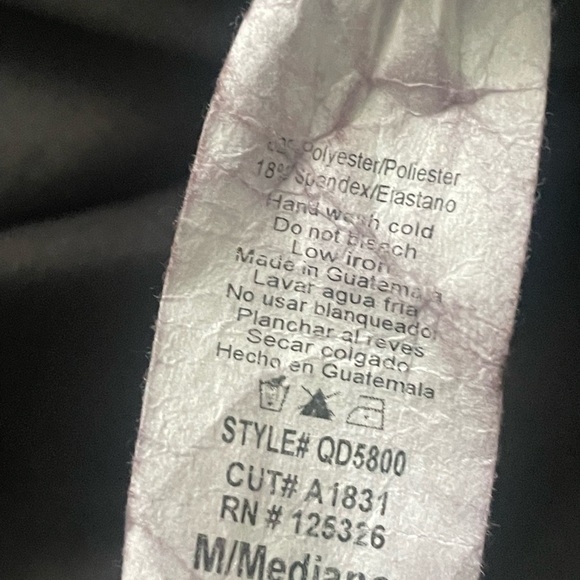 Polyester/Poliester
18% Spandex/Elastano
Hand wash cold
Do not bleach
Low iron
Made in Guatemala
Lavar agua fria
No usar blanqueador
Planchar al reves
Secar colgado
Hecho en Guatemala
STYLE# QD5800
CUT# A1831
RN # 125326
M/Mediano